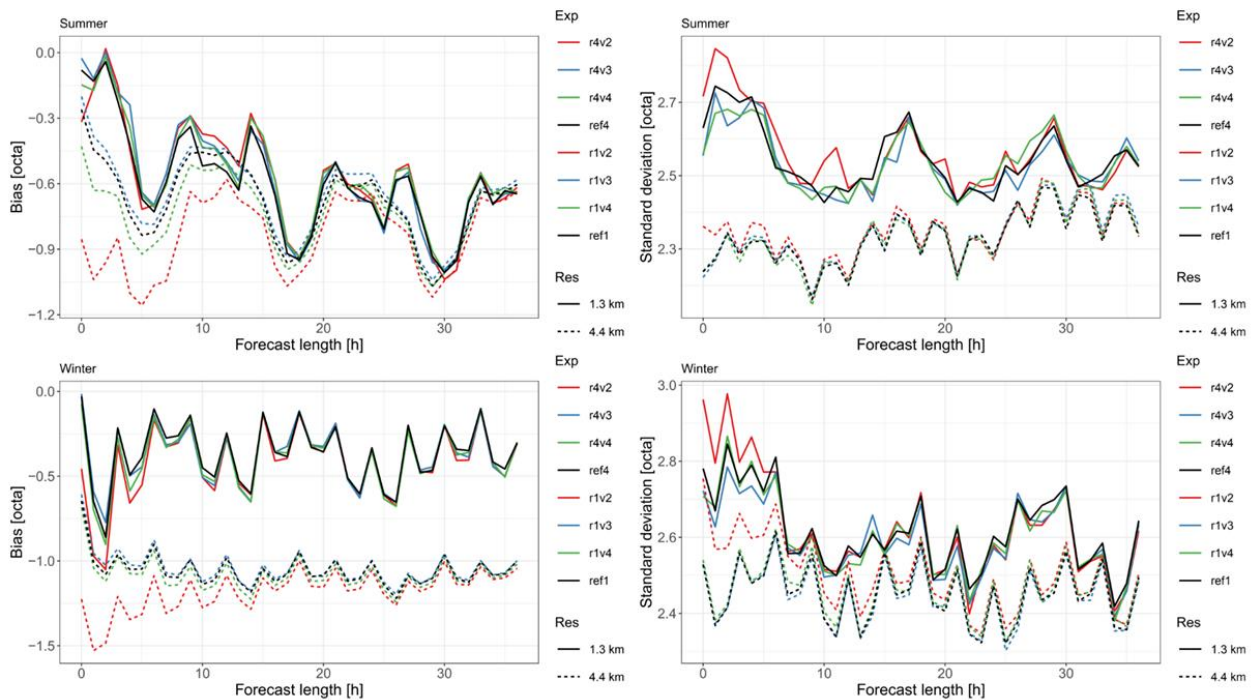 Summer
Bias [octa]
0.0
−0.3
−0.6
−0.9
−1.2
0
10
20
30
Forecast length [h]
Exp
r4v2
r4v3
r4v4
ref4
r1v2
r1v3
r1v4
ref1
Res
1.3 km
4.4 km
Summer
Standard deviation [octa]
2.7
2.5
2.3
0
10
20
30
Forecast length [h]
Exp
r4v2
r4v3
r4v4
ref4
r1v2
r1v3
r1v4
ref1
Res
1.3 km
4.4 km
Winter
Bias [octa]
0.0
−0.5
−1.0
−1.5
0
10
20
30
Forecast length [h]
Exp
r4v2
r4v3
r4v4
ref4
r1v2
r1v3
r1v4
ref1
Res
1.3 km
4.4 km
Winter
Standard deviation [octa]
3.0
2.8
2.6
2.4
0
10
20
30
Forecast length [h]
Exp
r4v2
r4v3
r4v4
ref4
r1v2
r1v3
r1v4
ref1
Res
1.3 km
4.4 km